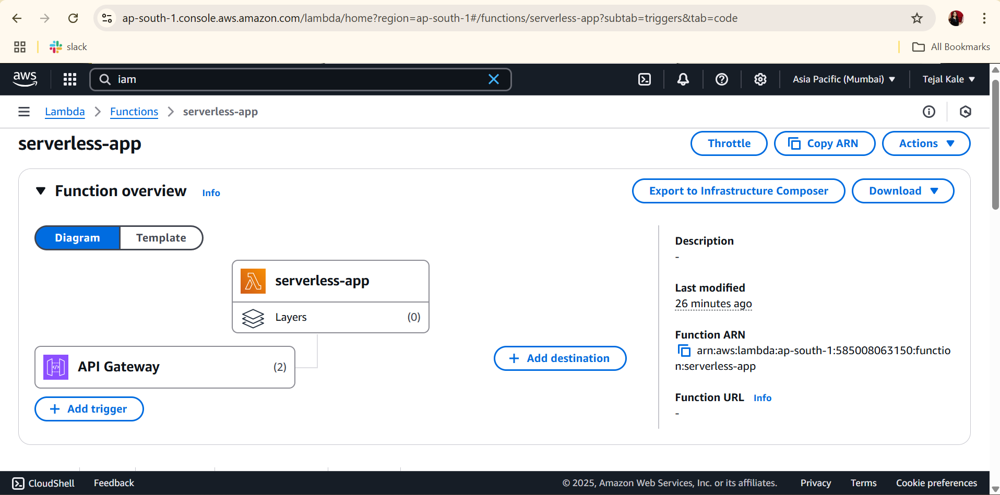 ap-south-1.console.aws.amazon.com/lambda/home?region=ap-south-1#/functions/serverless-app?subtab=triggers&tab=code
slack
All Bookmarks
aws
iam
Asia Pacific (Mumbai)
Tejal Kale
Lambda
Functions
serverless-app
serverless-app
Throttle
Copy ARN
Actions
Function overview
Info
Export to Infrastructure Composer
Download
Diagram
Template
serverless-app
Layers
(0)
API Gateway
(2)
+ Add trigger
+ Add destination
Description
-
Last modified
26 minutes ago
Function ARN
arn:aws:lambda:ap-south-1:585008063150:functio
n:serverless-app
Function URL
Info
-
CloudShell
Feedback
© 2025, Amazon Web Services, Inc. or its affiliates.
Privacy
Terms
Cookie preferences